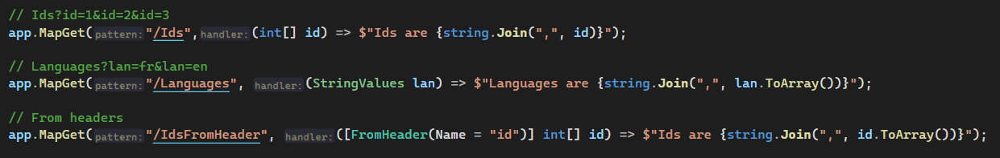 // Ids?id=1&id=2&id=3
app.MapGet(pattern:"/Ids",handler:(int[] id) => $"Ids are {string.Join(",", id)}");
// Languages?lan=fr&lan=en
app.MapGet(pattern:"/Languages", handler:(StringValues lan) => $"Languages are {string.Join(",", lan.ToArray())}");
// From headers
app.MapGet(pattern:"/IdsFromHeader", handler:([FromHeader(Name = "id")] int[] id) => $"Ids are {string.Join(",", id.ToArray())}");